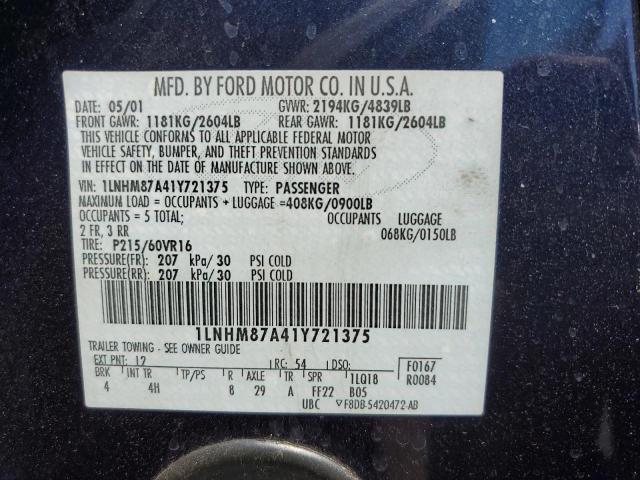 MFD. BY FORD MOTOR CO. IN U.S.A.
DATE: 05/01 GVWR: 2194KG/4839LB
FRONT GAWR: 1181KG/2604LB REAR GAWR: 1181KG/2604LB
THIS VEHICLE CONFORMS TO ALL APPLICABLE FEDERAL MOTOR
VEHICLE SAFETY, BUMPER, AND THEFT PREVENTION STANDARDS
IN EFFECT ON THE DATE OF MANUFACTURE SHOWN ABOVE.
VIN: 1LNHM87A41Y721375 TYPE: PASSENGER
MAXIMUM LOAD = OCCUPANTS + LUGGAGE = 408KG/0900LB
OCCUPANTS = 5 TOTAL; OCCUPANTS LUGGAGE
2 FR, 3 RR 068KG/0150LB
TIRE: P215/60VR16
PRESSURE(FR): 207 kPa/ 30 PSI COLD
PRESSURE(RR): 207 kPa/ 30 PSI COLD
1LNHM87A41Y721375
TRAILER TOWING - SEE OWNER GUIDE
EXT PNT: 12 RC: 54 DSO: F0167
BRK INT TR TP/PS R AXLE TR SPR 1LQ18 R0084
4 4H 8 29 A FF22 B05
UBC ▽F8DB-5420472-AB